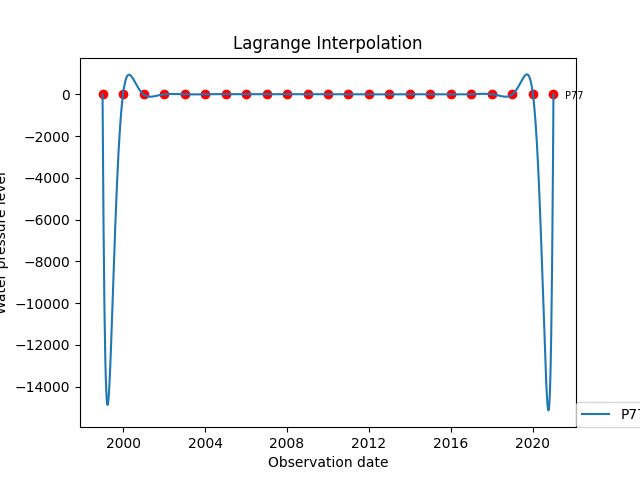 Lagrange Interpolation
0
−2000
−4000
−6000
−8000
−10000
−12000
−14000
Water pressure level
P77
P77
2000 2004 2008 2012 2016 2020
Observation date